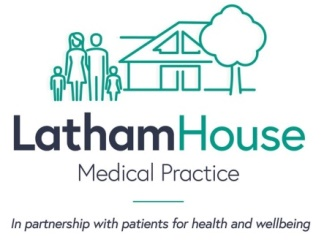 LathamHouse
Medical Practice
In partnership with patients for health and wellbeing